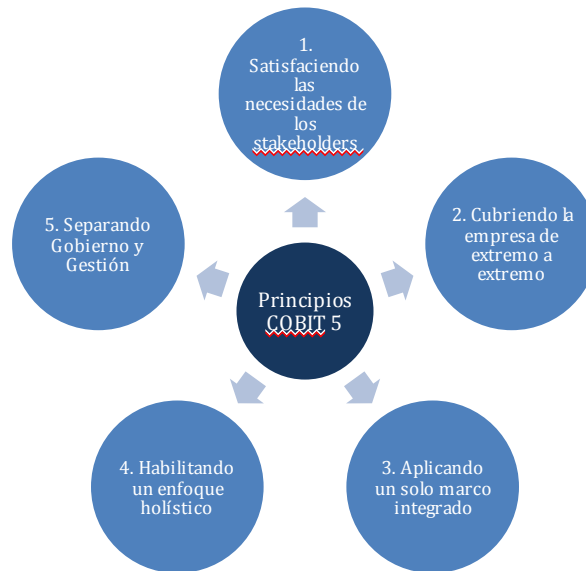 1.
Satisfaciendo
las
necesidades de
los
stakeholders
2. Cubriendo la
empresa de
extremo a
extremo
5. Separando
Gobierno y
Gestión
Principios
COBIT 5
4. Habilitando
un enfoque
holístico
3. Aplicando
un solo marco
integrado